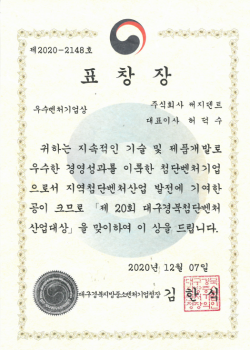 제2020-2148호
표 창 장
우수벤처기업상
주식회사 허지덴트
대표이사 허 덕 수
귀하는 지속적인 기술 및 제품개발로
우수한 경영성과를 이룩한 첨단벤처기업
으로서 지역첨단벤처산업 발전에 기여한
공이 크므로 「제 20회 대구경북첨단벤처
산업대상」을 맞이하여 이 상을 드립니다.
2020년 12월 07일
대구경북지방중소벤처기업청장 김 한 식